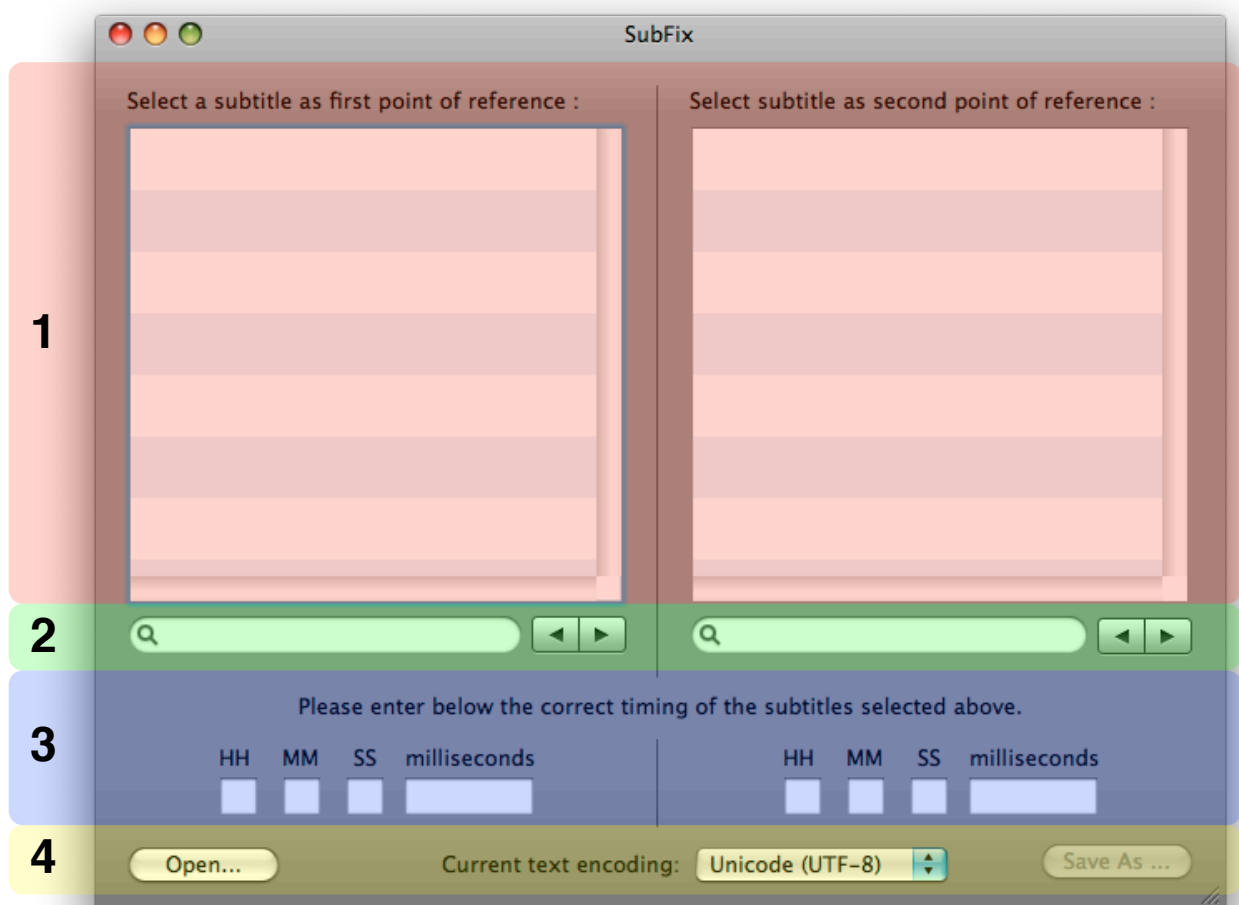 SubFix
Select a subtitle as first point of reference :
Select subtitle as second point of reference :
1
2
Please enter below the correct timing of the subtitles selected above.
3
HH MM SS milliseconds
HH MM SS milliseconds
4
Open...
Current text encoding: Unicode (UTF-8)
Save As ...